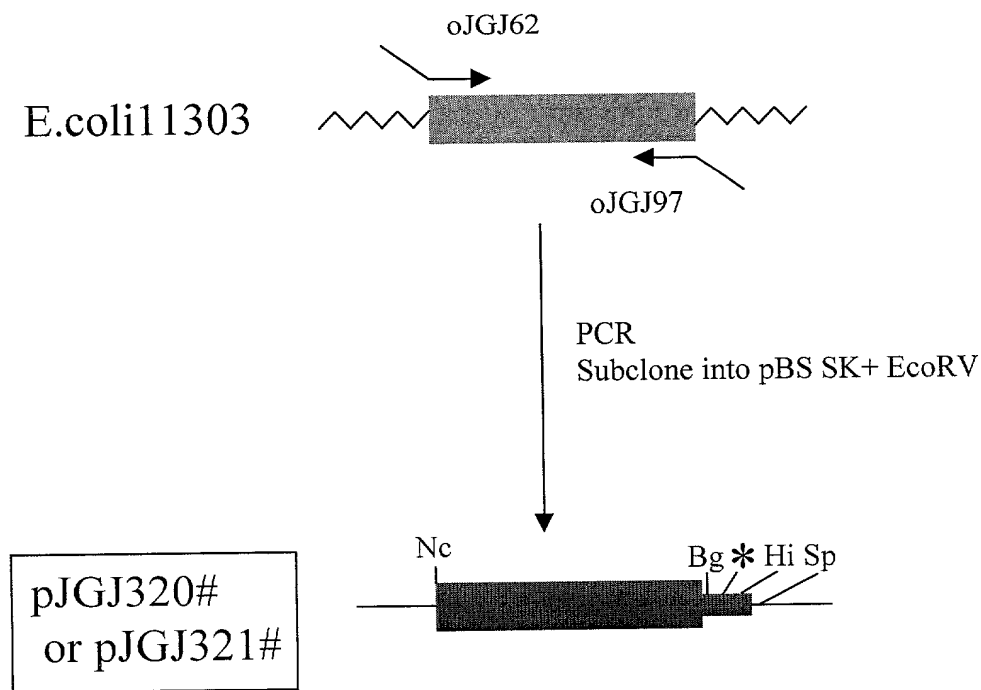 oJGJ62
E.coli11303
oJGJ97
PCR
Subclone into pBS SK+ EcoRV
Nc
Bg * Hi Sp
pJGJ320#
or pJGJ321#